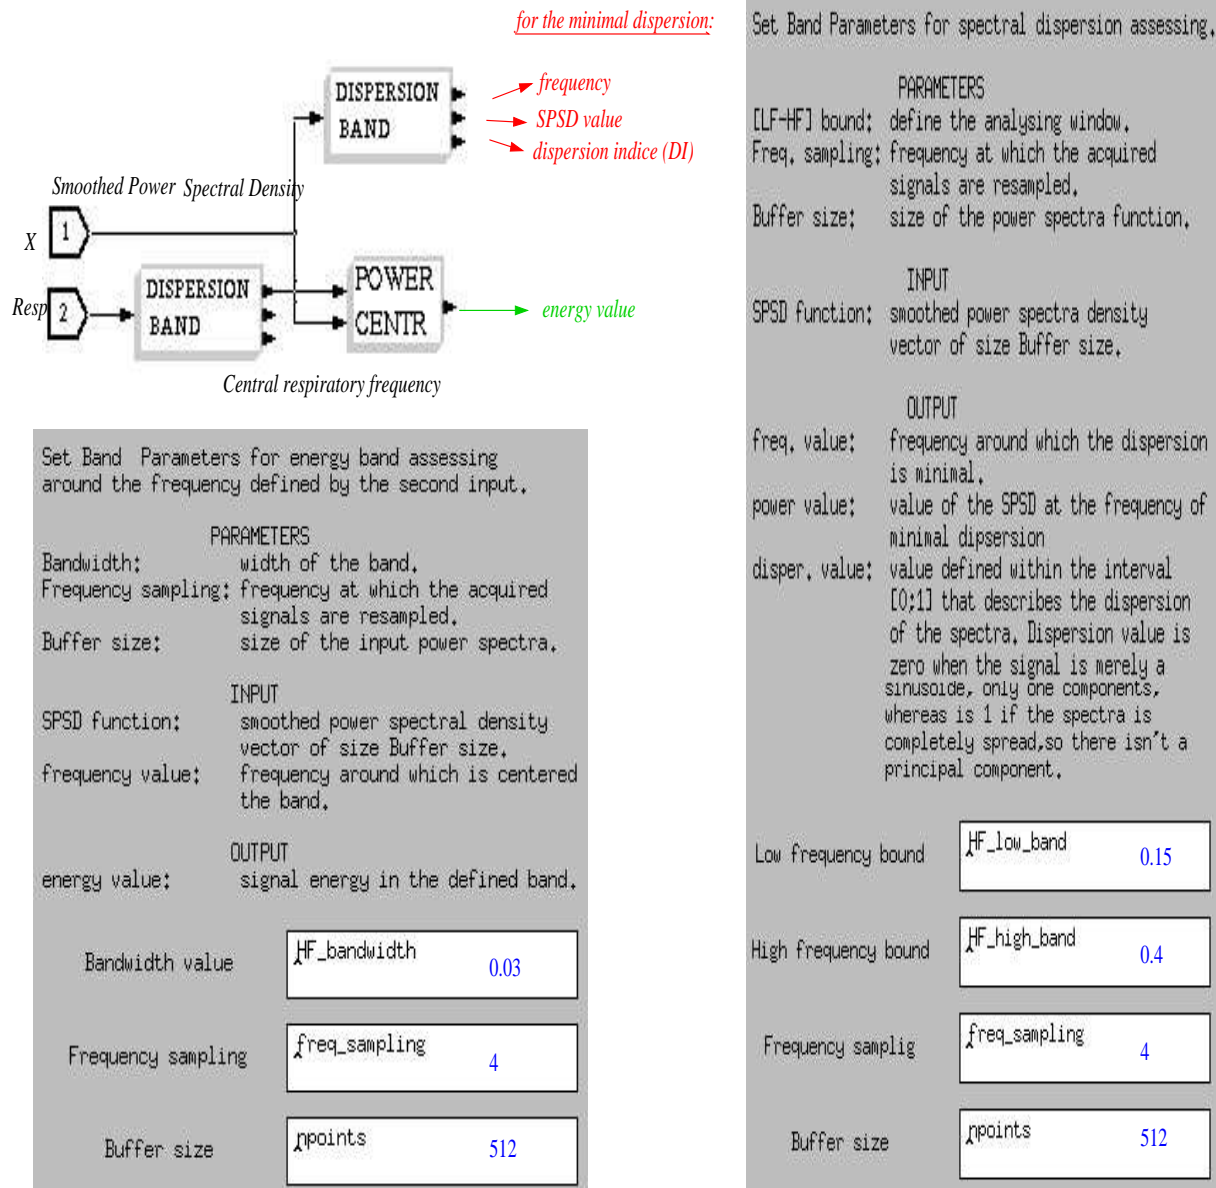 for the minimal dispersion:
DISPERSION
BAND
frequency
SPSD value
dispersion indice (DI)
Smoothed Power Spectral Density
X
1
Resp
2
DISPERSION
BAND
POWER
CENTR
energy value
Central respiratory frequency
Set Band Parameters for energy band assessing
around the frequency defined by the second input.
PARAMETERS
Bandwidth: width of the band.
Frequency sampling: frequency at which the acquired
signals are resampled.
Buffer size: size of the input power spectra.
INPUT
SPSD function: smoothed power spectral density
vector of size Buffer size.
frequency value: frequency around which is centered
the band.
OUTPUT
energy value: signal energy in the defined band.
Bandwidth value HF_bandwidth 0.03
Frequency sampling freq_sampling 4
Buffer size npoints 512
Set Band Parameters for spectral dispersion assessing.
PARAMETERS
[LF-HF] bound: define the analysing window.
Freq. sampling: frequency at which the acquired
signals are resampled.
Buffer size: size of the power spectra function.
INPUT
SPSD function: smoothed power spectra density
vector of size Buffer size.
OUTPUT
freq. value: frequency around which the dispersion
is minimal.
power value: value of the SPSD at the frequency of
minimal dipsersion
disper. value: value defined within the interval
[0;1] that describes the dispersion
of the spectra. Dispersion value is
zero when the signal is merely a
sinusoide, only one components,
whereas is 1 if the spectra is
completely spread,so there isn't a
principal component.
Low frequency bound HF_low_band 0.15
High frequency bound HF_high_band 0.4
Frequency samplig freq_sampling 4
Buffer size npoints 512